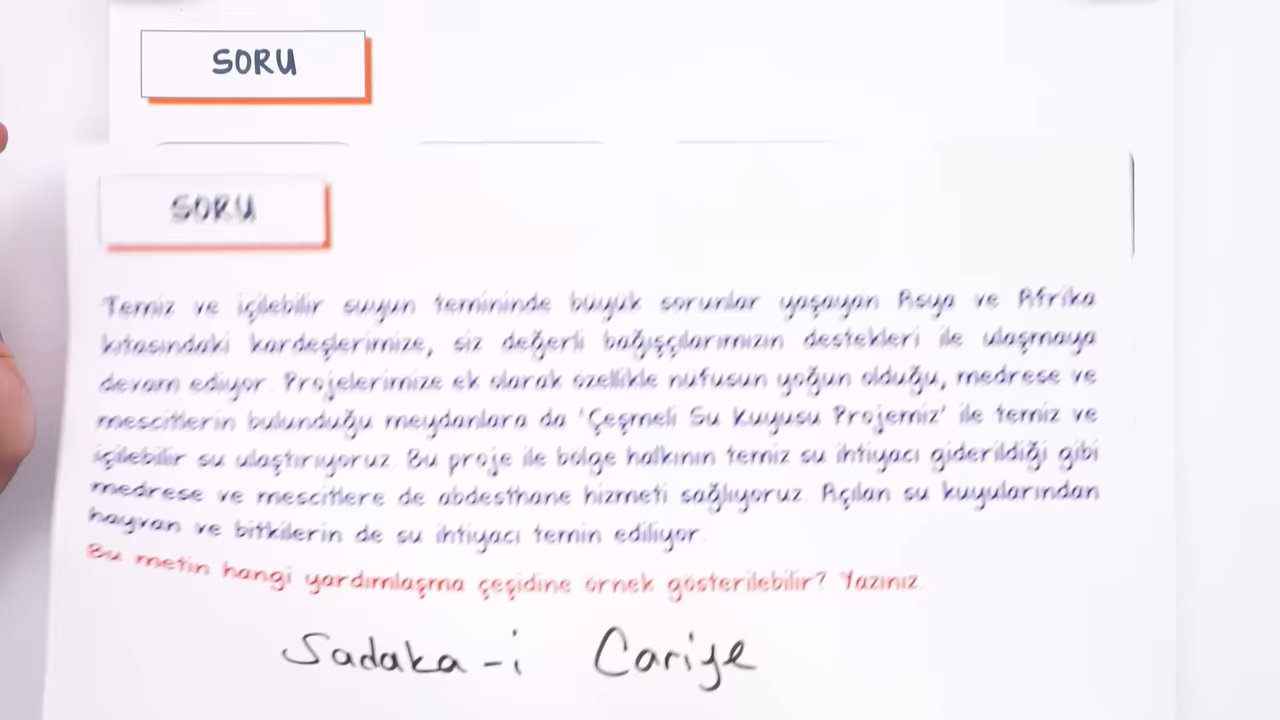 SORU
SORU
Temiz ve içilebilir suyun temininde büyük sorunlar yaşayan Asya ve Afrika
kıtasındaki kardeşlerimize, siz değerli bağışçılarımızın destekleri ile ulaşmaya
devam ediyor. Projelerimize ek olarak özellikle nüfusun yoğun olduğu, medrese ve
mescitlerin bulunduğu meydanlara da 'Çeşmeli Su Kuyusu Projemiz' ile temiz ve
içilebilir su ulaştırıyoruz. Bu proje ile bölge halkının temiz su ihtiyacı giderildiği gibi
medrese ve mescitlere de abdesthane hizmeti sağlıyoruz. Açılan su kuyularından
hayvan ve bitkilerin de su ihtiyacı temin ediliyor.
Bu metin hangi yardımlaşma çeşidine örnek gösterilebilir? Yazınız.
Sadaka-i Cariye